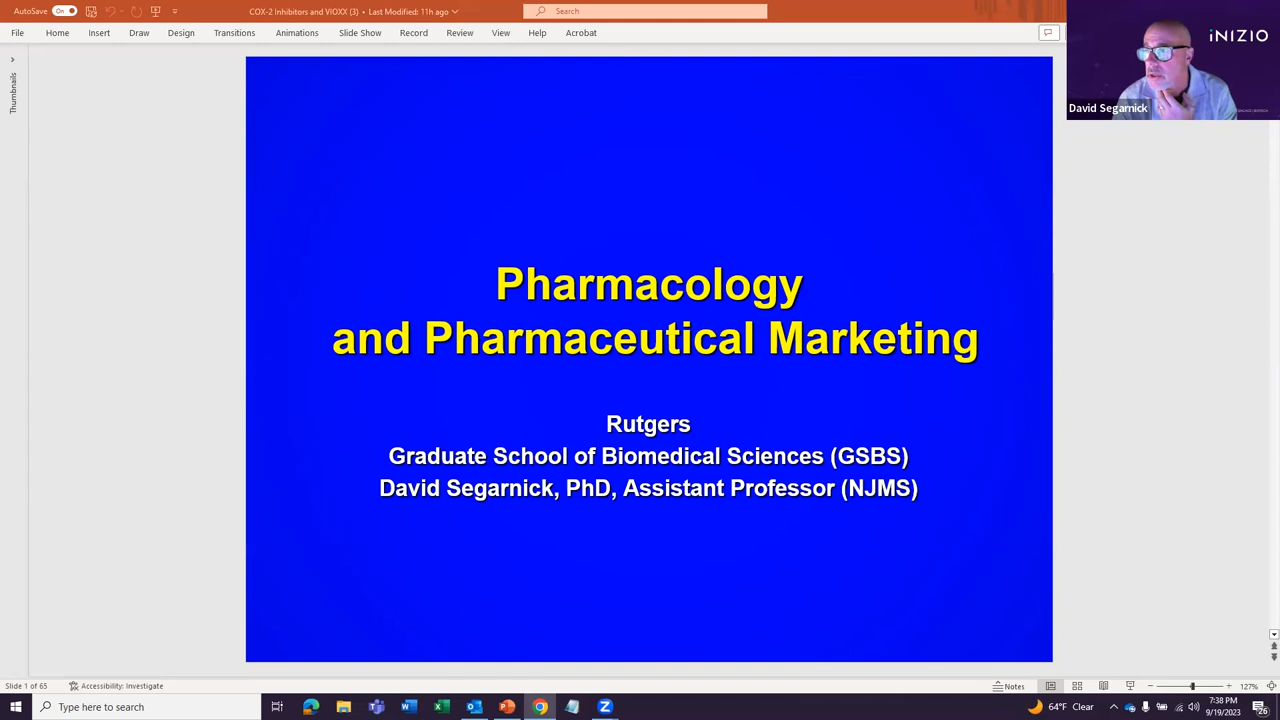 AutoSave On
COX-2 Inhibitors and VIOXX (3) • Last Modified: 11h ago
Search
File Home Insert Draw Design Transitions Animations Slide Show Record Review View Help Acrobat
iNIZIO
David Segarnick
Thumbnails
Pharmacology
and Pharmaceutical Marketing
Rutgers
Graduate School of Biomedical Sciences (GSBS)
David Segarnick, PhD, Assistant Professor (NJMS)
Slide 1 of 65 Accessibility: Investigate Notes 127%
Type here to search
64°F Clear
7:38 PM
9/19/2023
26